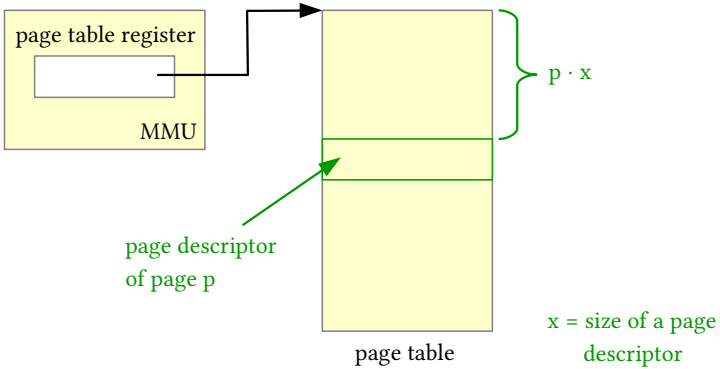 page table register
MMU
p · x
page descriptor
of page p
page table
x = size of a page
descriptor